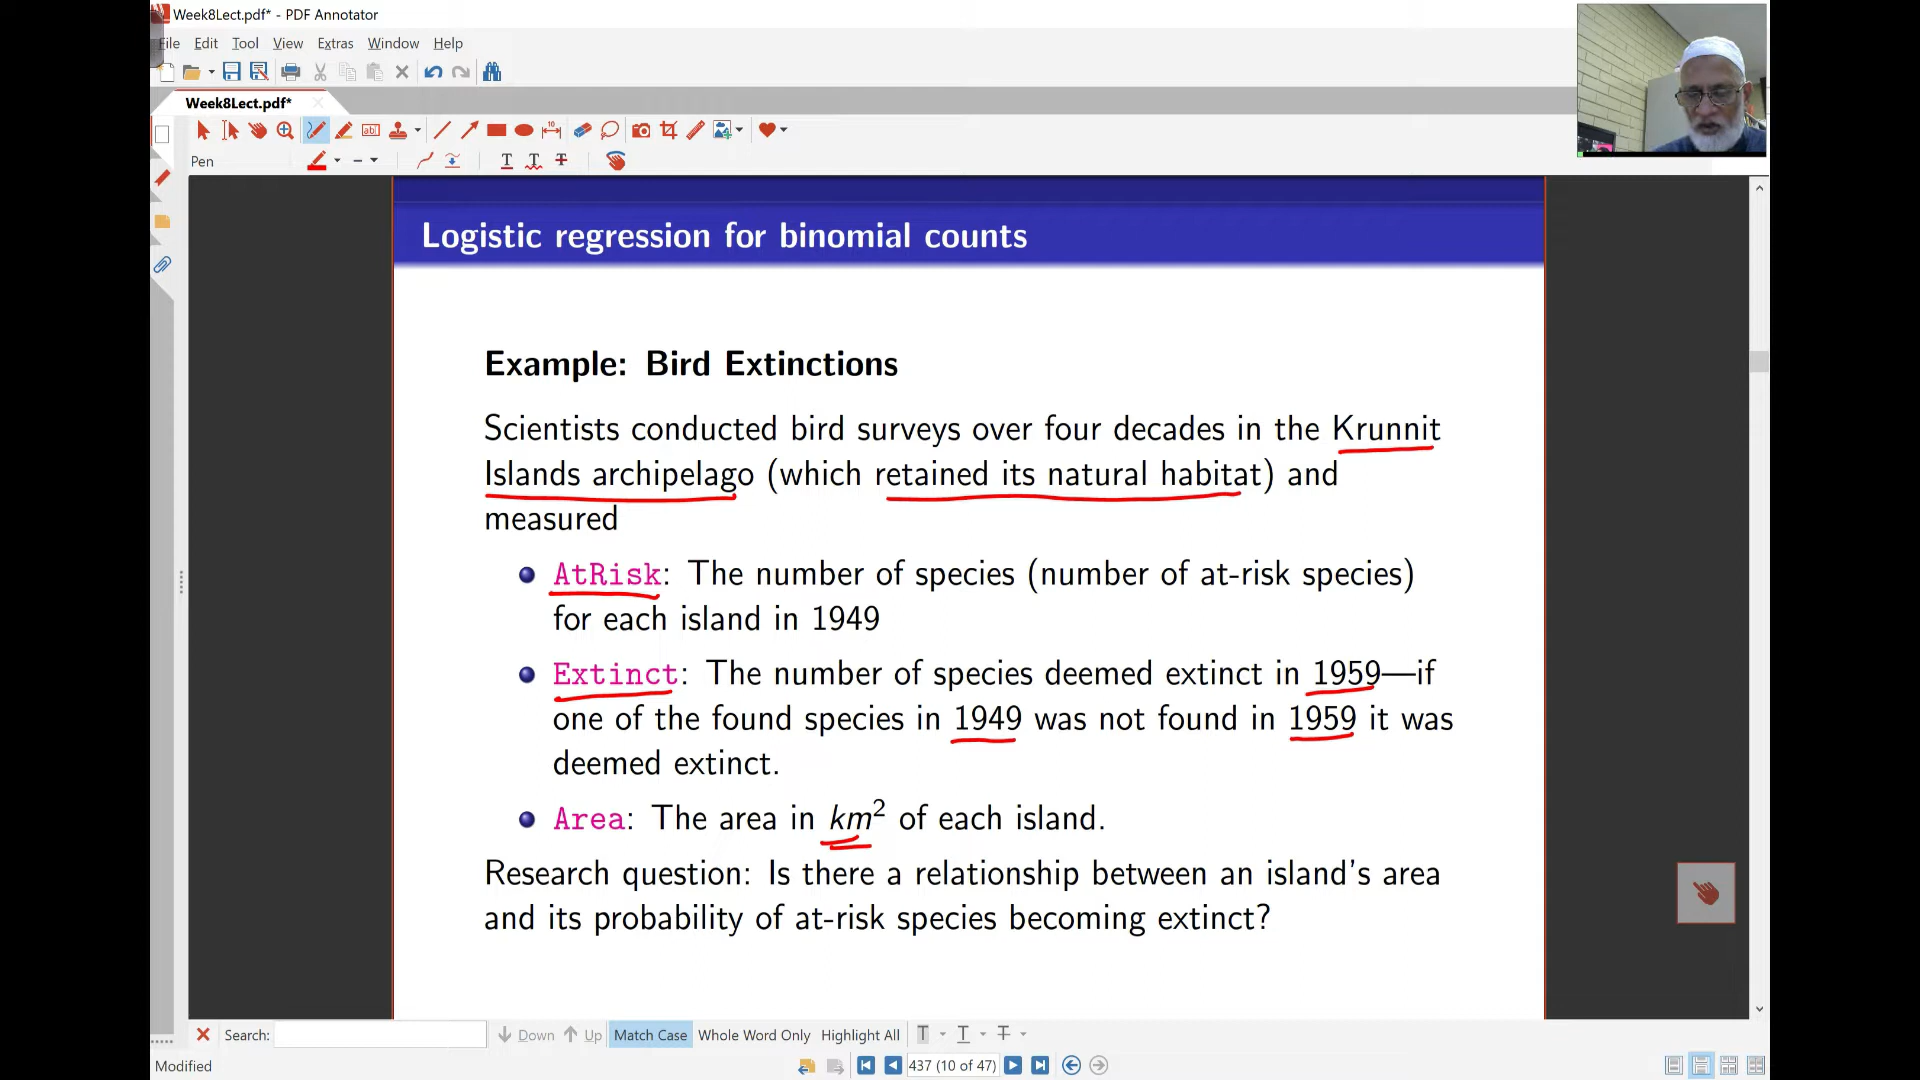 Week8Lect.pdf* - PDF Annotator
File Edit Tool View Extras Window Help
Week8Lect.pdf*
Pen
Logistic regression for binomial counts
Example: Bird Extinctions
Scientists conducted bird surveys over four decades in the Krunnit
Islands archipelago (which retained its natural habitat) and
measured
AtRisk: The number of species (number of at-risk species)
for each island in 1949
Extinct: The number of species deemed extinct in 1959—if
one of the found species in 1949 was not found in 1959 it was
deemed extinct.
Area: The area in km² of each island.
Research question: Is there a relationship between an island's area
and its probability of at-risk species becoming extinct?
Search: Down Up Match Case Whole Word Only Highlight All
Modified
437 (10 of 47)